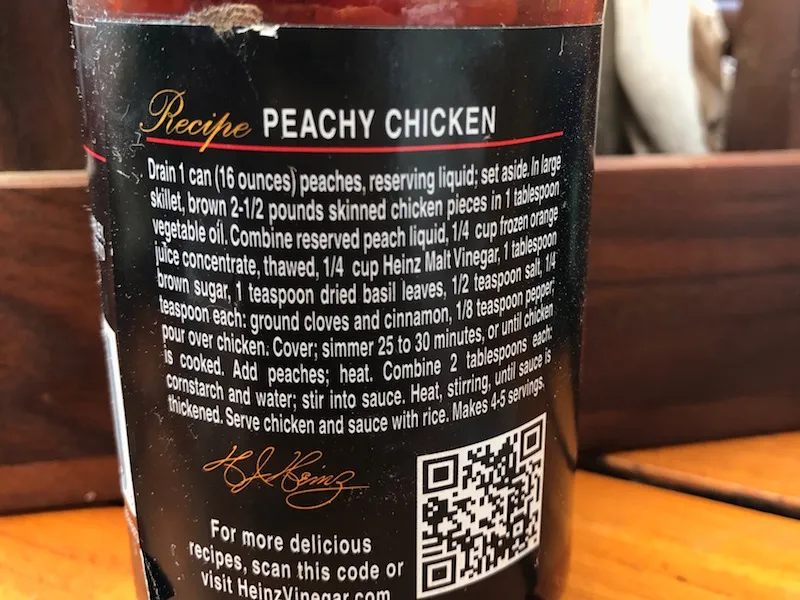 Recipe PEACHY CHICKEN
Drain 1 can (16 ounces) peaches, reserving liquid; set aside. In large
skillet, brown 2-1/2 pounds skinned chicken pieces in 1 tablespoon
vegetable oil. Combine reserved peach liquid, 1/4 cup frozen orange
juice concentrate, thawed, 1/4 cup Heinz Malt Vinegar, 1 tablespoon
brown sugar, 1 teaspoon dried basil leaves, 1/2 teaspoon salt, 1/4
teaspoon each: ground cloves and cinnamon, 1/8 teaspoon pepper;
pour over chicken. Cover; simmer 25 to 30 minutes, or until chicken
is cooked. Add peaches; heat. Combine 2 tablespoons each:
cornstarch and water; stir into sauce. Heat, stirring, until sauce is
thickened. Serve chicken and sauce with rice. Makes 4-5 servings.
H J Heinz
For more delicious
recipes, scan this code or
visit HeinzVinegar.com